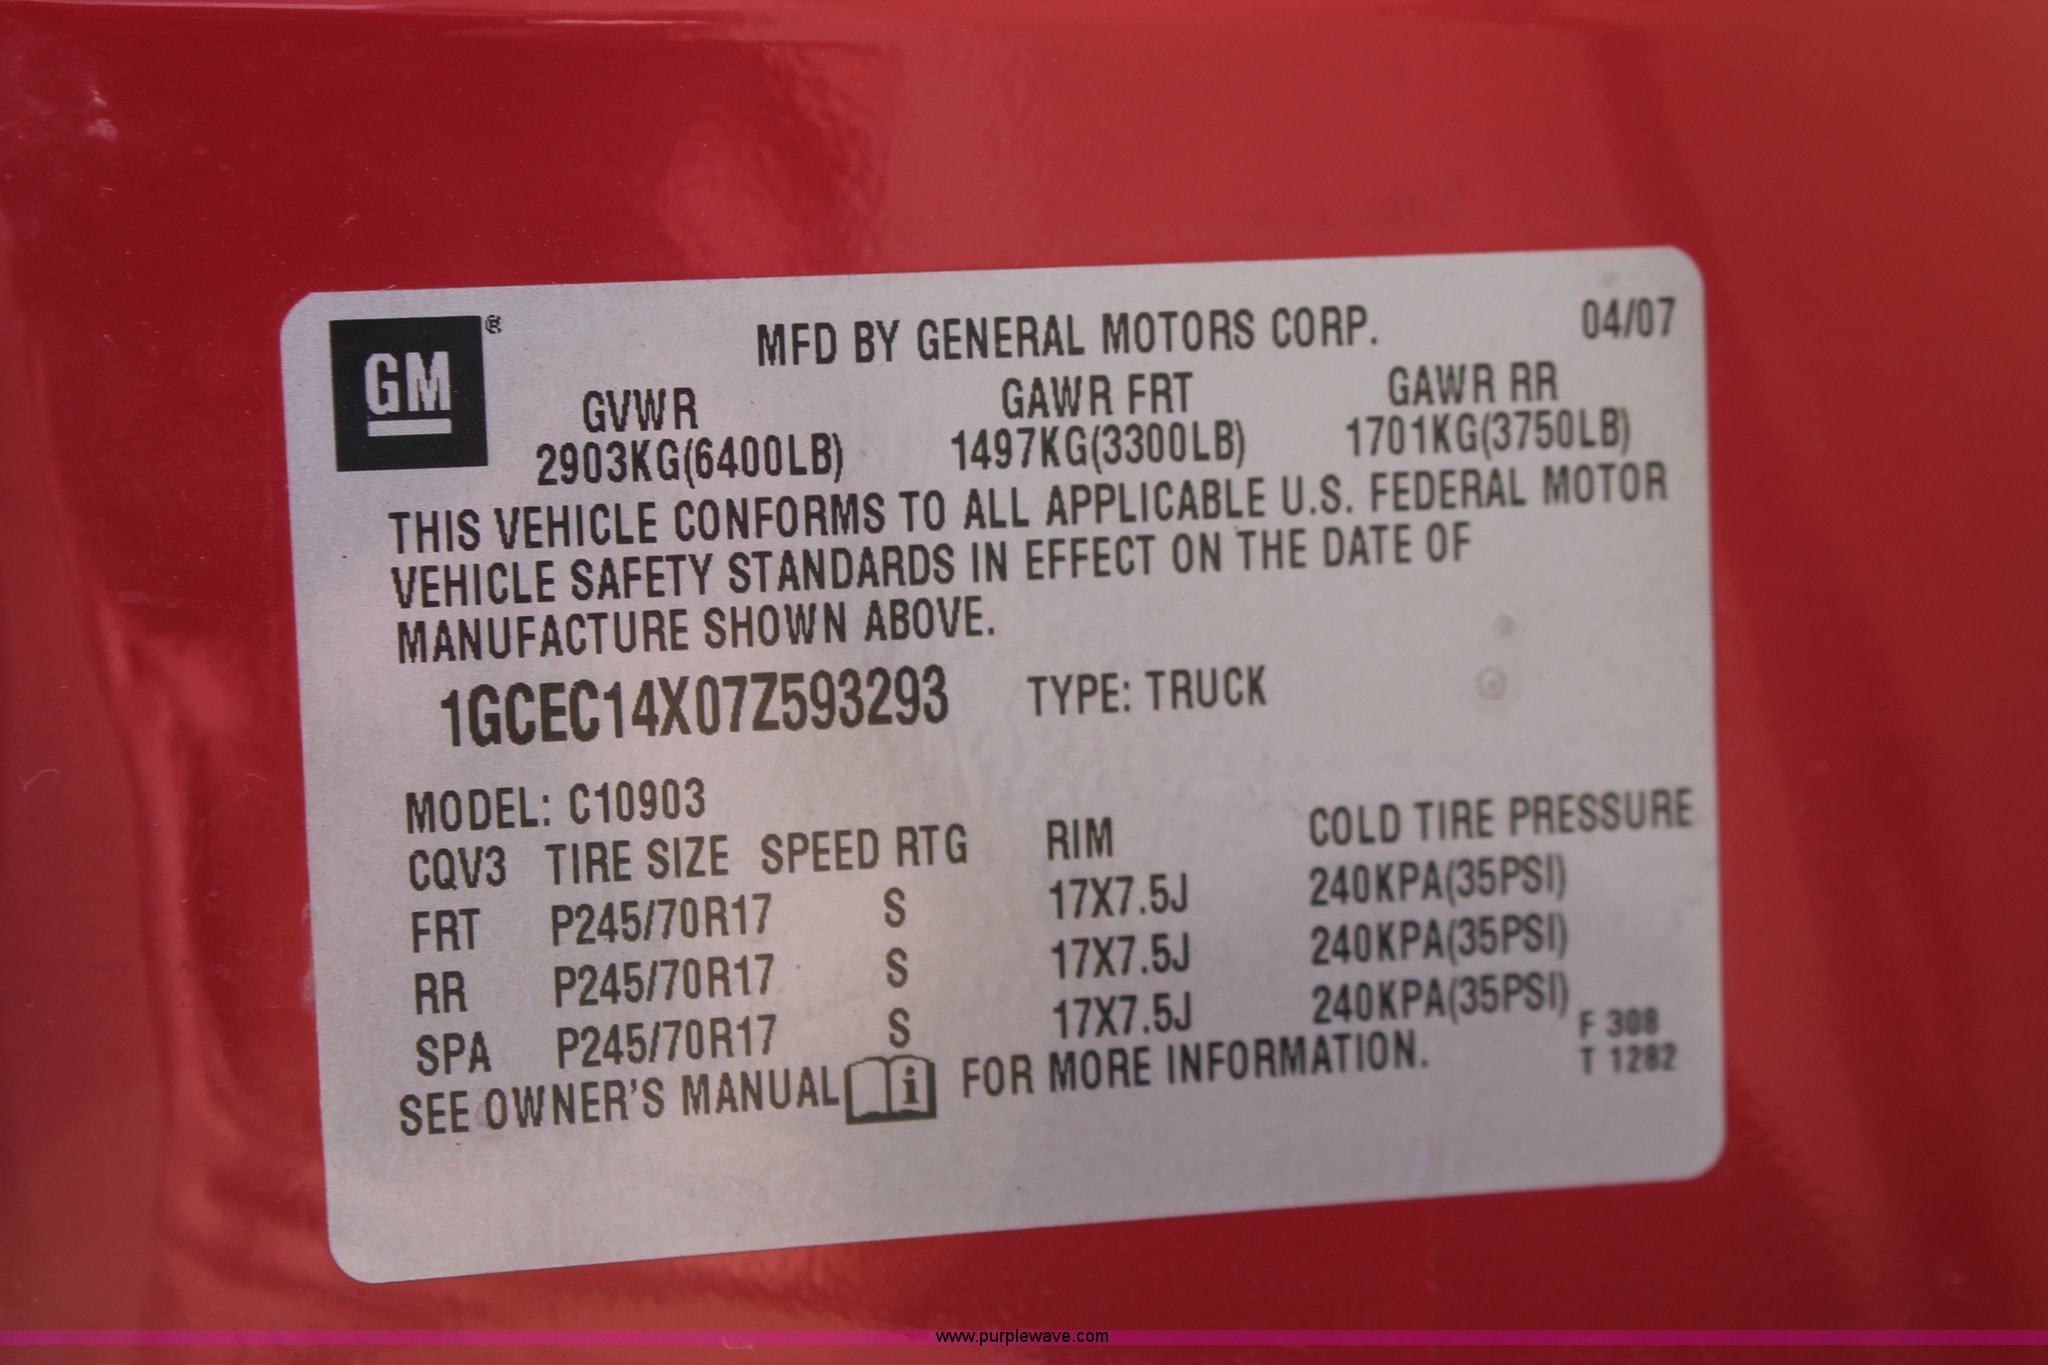 GM®
MFD BY GENERAL MOTORS CORP. 04/07
GVWR GAWR FRT GAWR RR
2903KG(6400LB) 1497KG(3300LB) 1701KG(3750LB)
THIS VEHICLE CONFORMS TO ALL APPLICABLE U.S. FEDERAL MOTOR
VEHICLE SAFETY STANDARDS IN EFFECT ON THE DATE OF
MANUFACTURE SHOWN ABOVE.
1GCEC14X07Z593293 TYPE: TRUCK
MODEL: C10903
CQV3 TIRE SIZE SPEED RTG RIM COLD TIRE PRESSURE
FRT P245/70R17 S 17X7.5J 240KPA(35PSI)
RR P245/70R17 S 17X7.5J 240KPA(35PSI)
SPA P245/70R17 S 17X7.5J 240KPA(35PSI)
F 308
T 1282
SEE OWNER'S MANUAL i FOR MORE INFORMATION.
www.purplewave.com